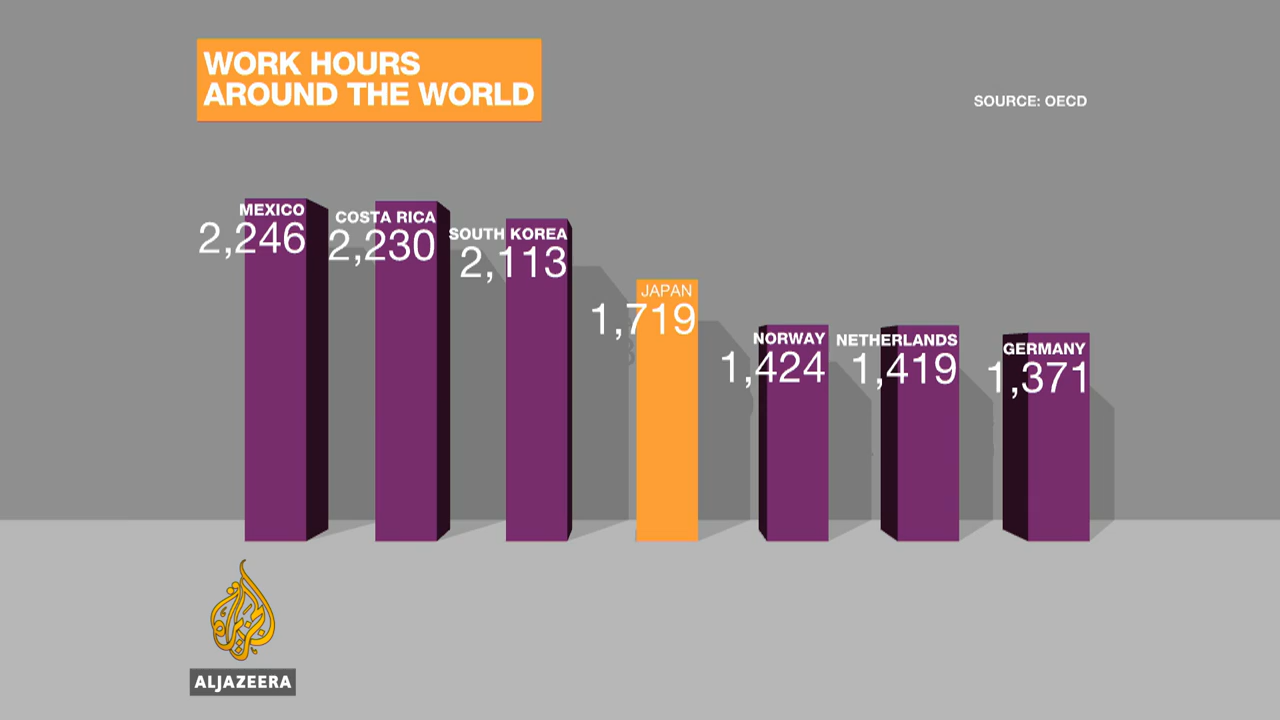 WORK HOURS
AROUND THE WORLD
SOURCE: OECD
MEXICO
2,246
COSTA RICA
2,230
SOUTH KOREA
2,113
JAPAN
1,719
NORWAY
1,424
NETHERLANDS
1,419
GERMANY
1,371
الجزيرة
ALJAZEERA